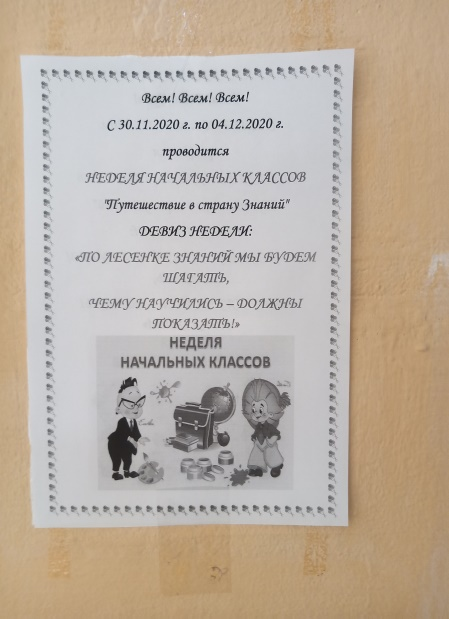 Всем! Всем! Всем!
С 30.11.2020 г. по 04.12.2020 г.
проводится
НЕДЕЛЯ НАЧАЛЬНЫХ КЛАССОВ
"Путешествие в страну Знаний"
ДЕВИЗ НЕДЕЛИ:
«ПО ЛЕСЕНКЕ ЗНАНИЙ МЫ БУДЕМ
ШАГАТЬ,
ЧЕМУ НАУЧИЛИСЬ – ДОЛЖНЫ
ПОКАЗАТЬ!»
НЕДЕЛЯ
НАЧАЛЬНЫХ КЛАССОВ